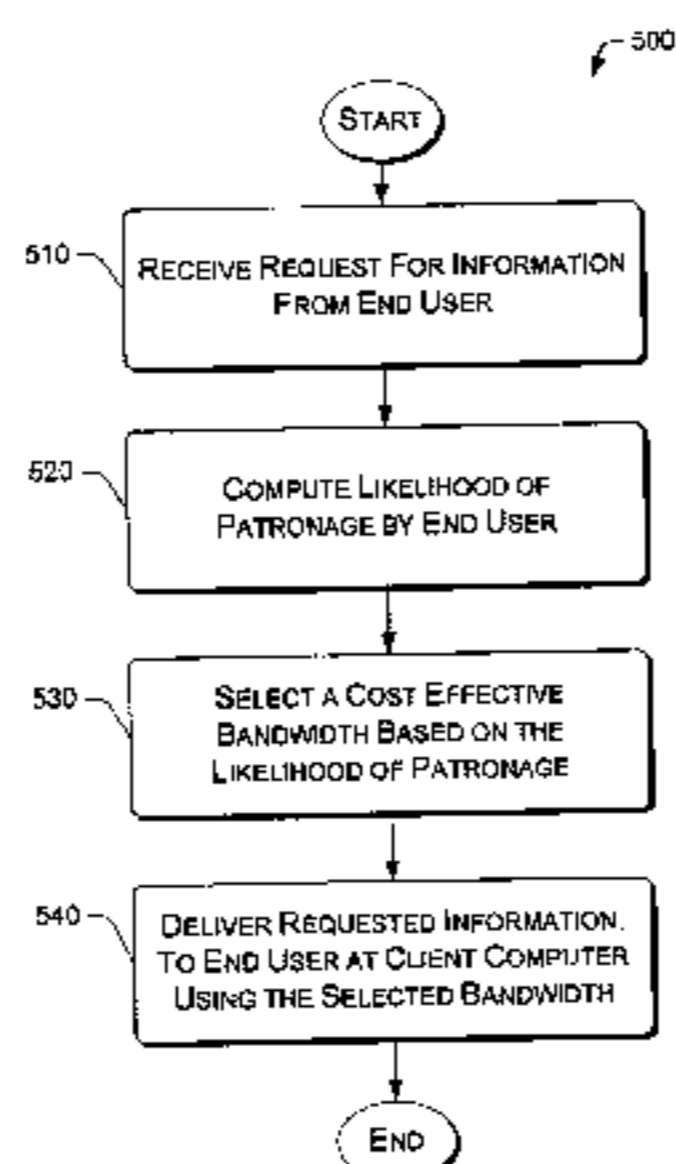 500
START
510
RECEIVE REQUEST FOR INFORMATION
FROM END USER
520
COMPUTE LIKELIHOOD OF
PATRONAGE BY END USER
530
SELECT A COST EFFECTIVE
BANDWIDTH BASED ON THE
LIKELIHOOD OF PATRONAGE
540
DELIVER REQUESTED INFORMATION.
TO END USER AT CLIENT COMPUTER
USING THE SELECTED BANDWIDTH
END